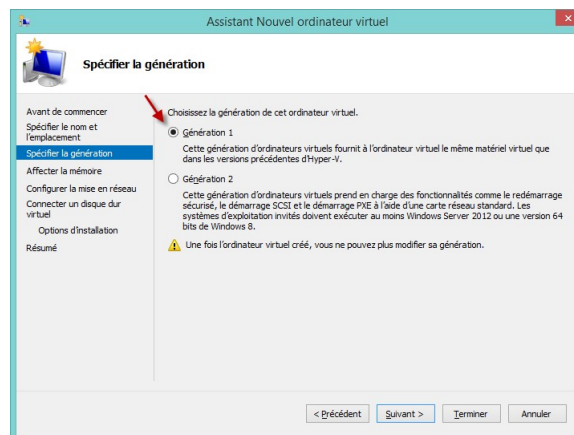 Assistant Nouvel ordinateur virtuel
Spécifier la génération
Avant de commencer
Spécifier le nom et
l'emplacement
Spécifier la génération
Affecter la mémoire
Configurer la mise en réseau
Connecter un disque dur
virtuel
Options d'installation
Résumé
Choisissez la génération de cet ordinateur virtuel.
Génération 1
Cette génération d'ordinateurs virtuels fournit à l'ordinateur virtuel le même matériel virtuel que
dans les versions précédentes d'Hyper-V.
Génération 2
Cette génération d'ordinateurs virtuels prend en charge des fonctionnalités comme le redémarrage
sécurisé, le démarrage SCSI et le démarrage PXE à l'aide d'une carte réseau standard. Les
systèmes d'exploitation invités doivent exécuter au moins Windows Server 2012 ou une version 64
bits de Windows 8.
Une fois l'ordinateur virtuel créé, vous ne pouvez plus modifier sa génération.
< Précédent
Suivant >
Terminer
Annuler